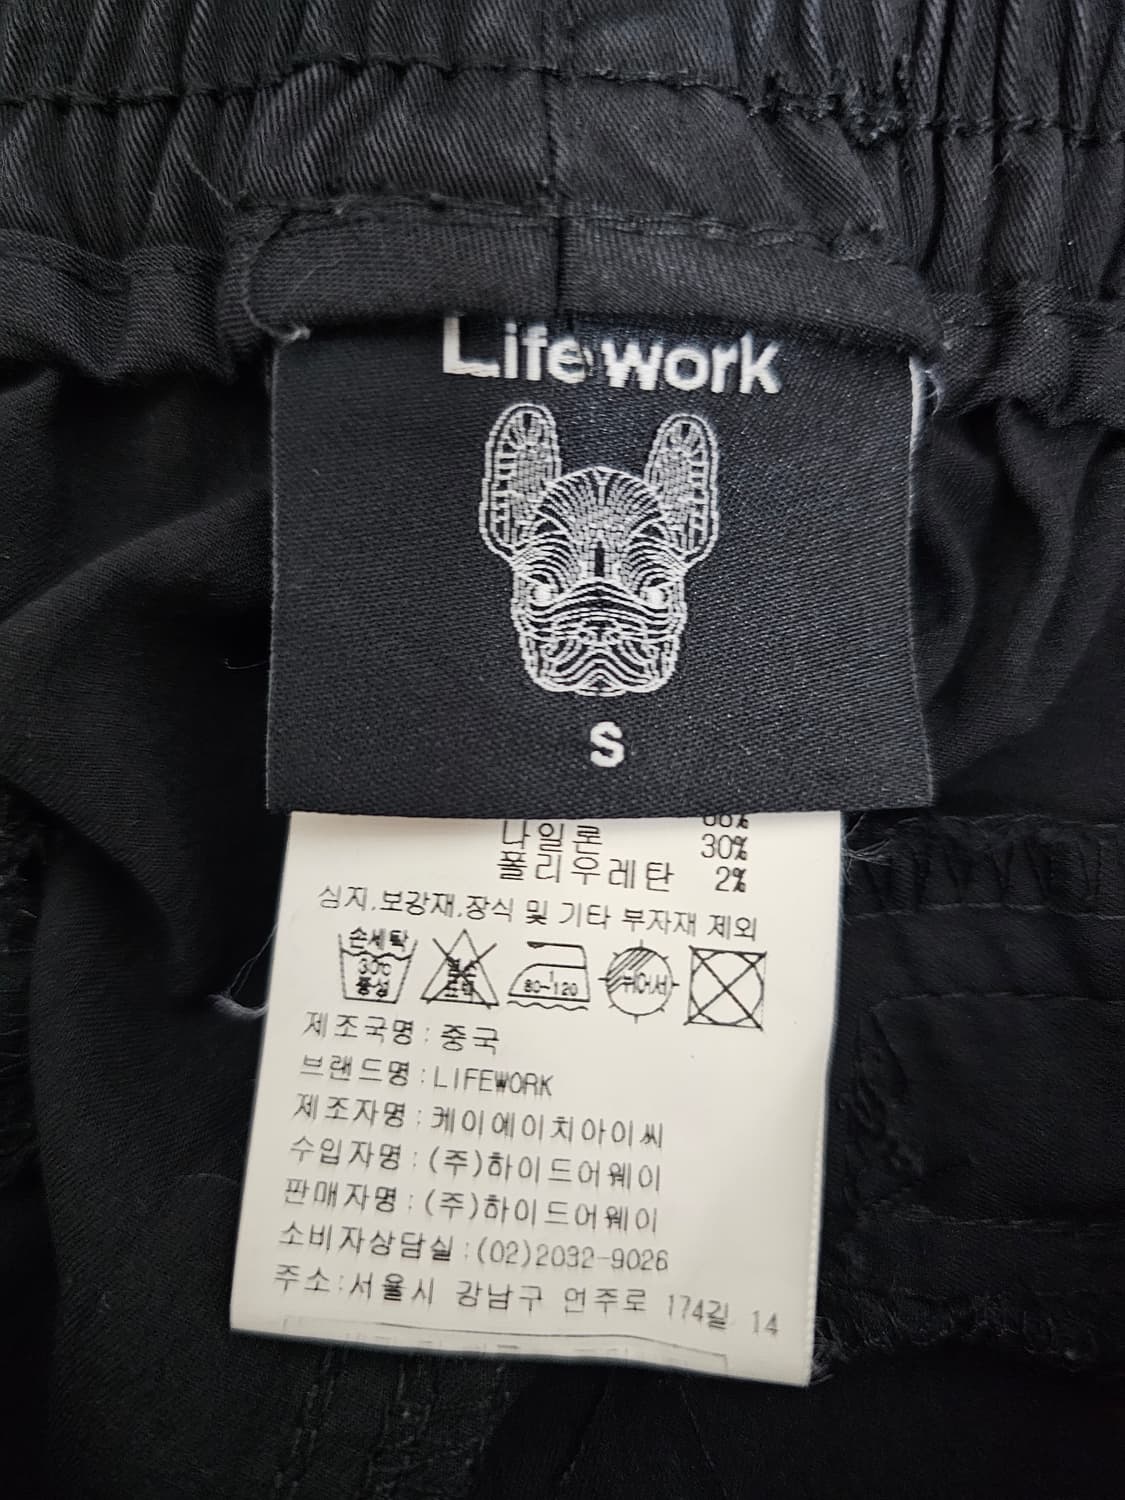 Life work
S
나일론 30%
폴리우레탄 2%
심지,보강재,장식 및 기타 부자재 제외
손세탁
30℃
중성
80~120
뉘어서
제조국명 : 중국
브랜드명 : LIFEWORK
제조자명 : 케이에이치아이씨
수입자명 : (주)하이드어웨이
판매자명 : (주)하이드어웨이
소비자상담실 : (02)2032-9026
주소:서울시 강남구 언주로 174길 14